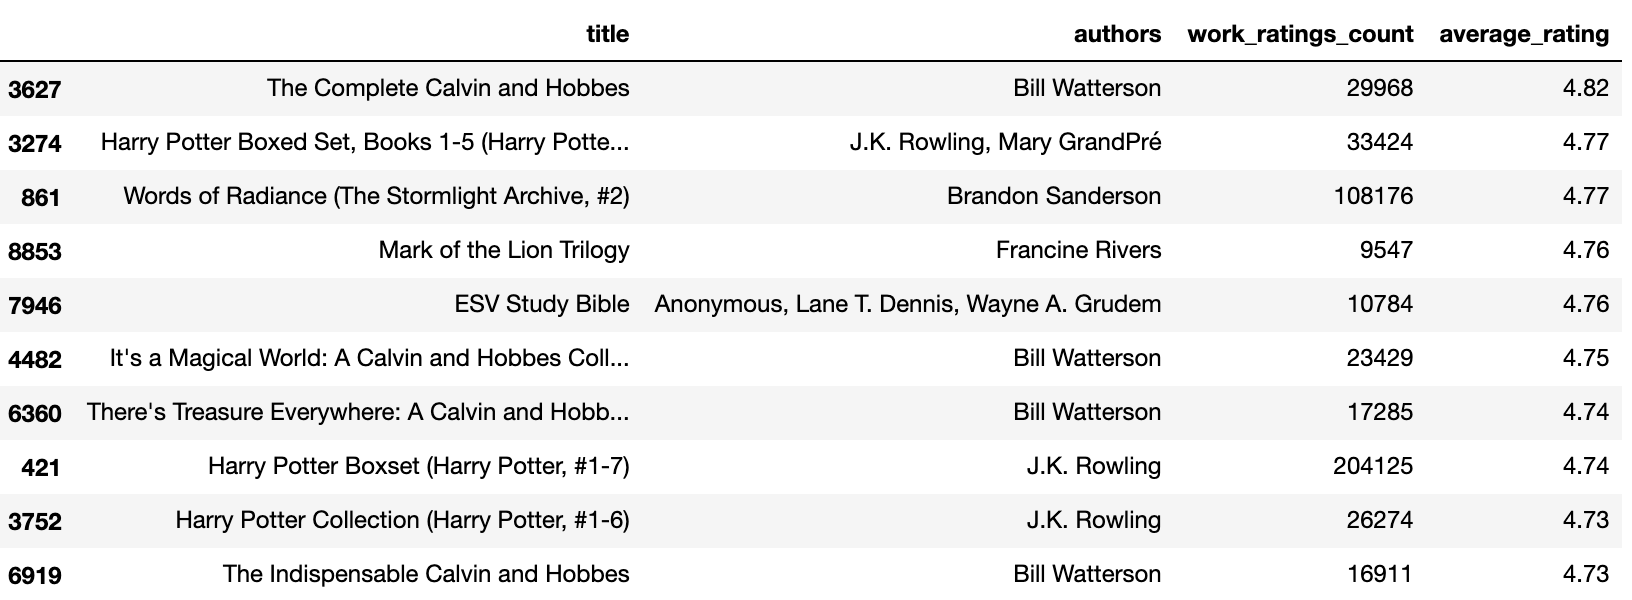 title authors work_ratings_count average_rating
3627 The Complete Calvin and Hobbes Bill Watterson 29968 4.82
3274 Harry Potter Boxed Set, Books 1-5 (Harry Potte... J.K. Rowling, Mary GrandPré 33424 4.77
861 Words of Radiance (The Stormlight Archive, #2) Brandon Sanderson 108176 4.77
8853 Mark of the Lion Trilogy Francine Rivers 9547 4.76
7946 ESV Study Bible Anonymous, Lane T. Dennis, Wayne A. Grudem 10784 4.76
4482 It's a Magical World: A Calvin and Hobbes Coll... Bill Watterson 23429 4.75
6360 There's Treasure Everywhere: A Calvin and Hobb... Bill Watterson 17285 4.74
421 Harry Potter Boxset (Harry Potter, #1-7) J.K. Rowling 204125 4.74
3752 Harry Potter Collection (Harry Potter, #1-6) J.K. Rowling 26274 4.73
6919 The Indispensable Calvin and Hobbes Bill Watterson 16911 4.73